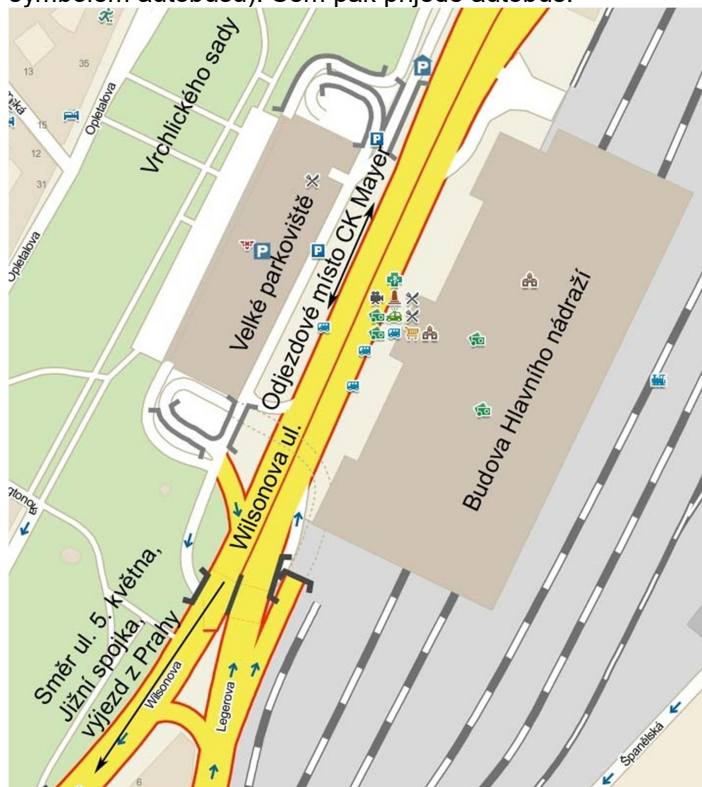 symbolem autobusu). Sem pak přijede autobus.
Vrchlického sady
13
35
15
12
31
Opletalova
Opletalova
P
P
P
P
Velké parkoviště
Odjezdové místo CK Mayer
Budova Hlavního nádraží
Wilsonova ul.
Směr ul. 5. května,
Jižní spojka,
výjezd z Prahy
Wilsonova
Legerova
Španělská
6